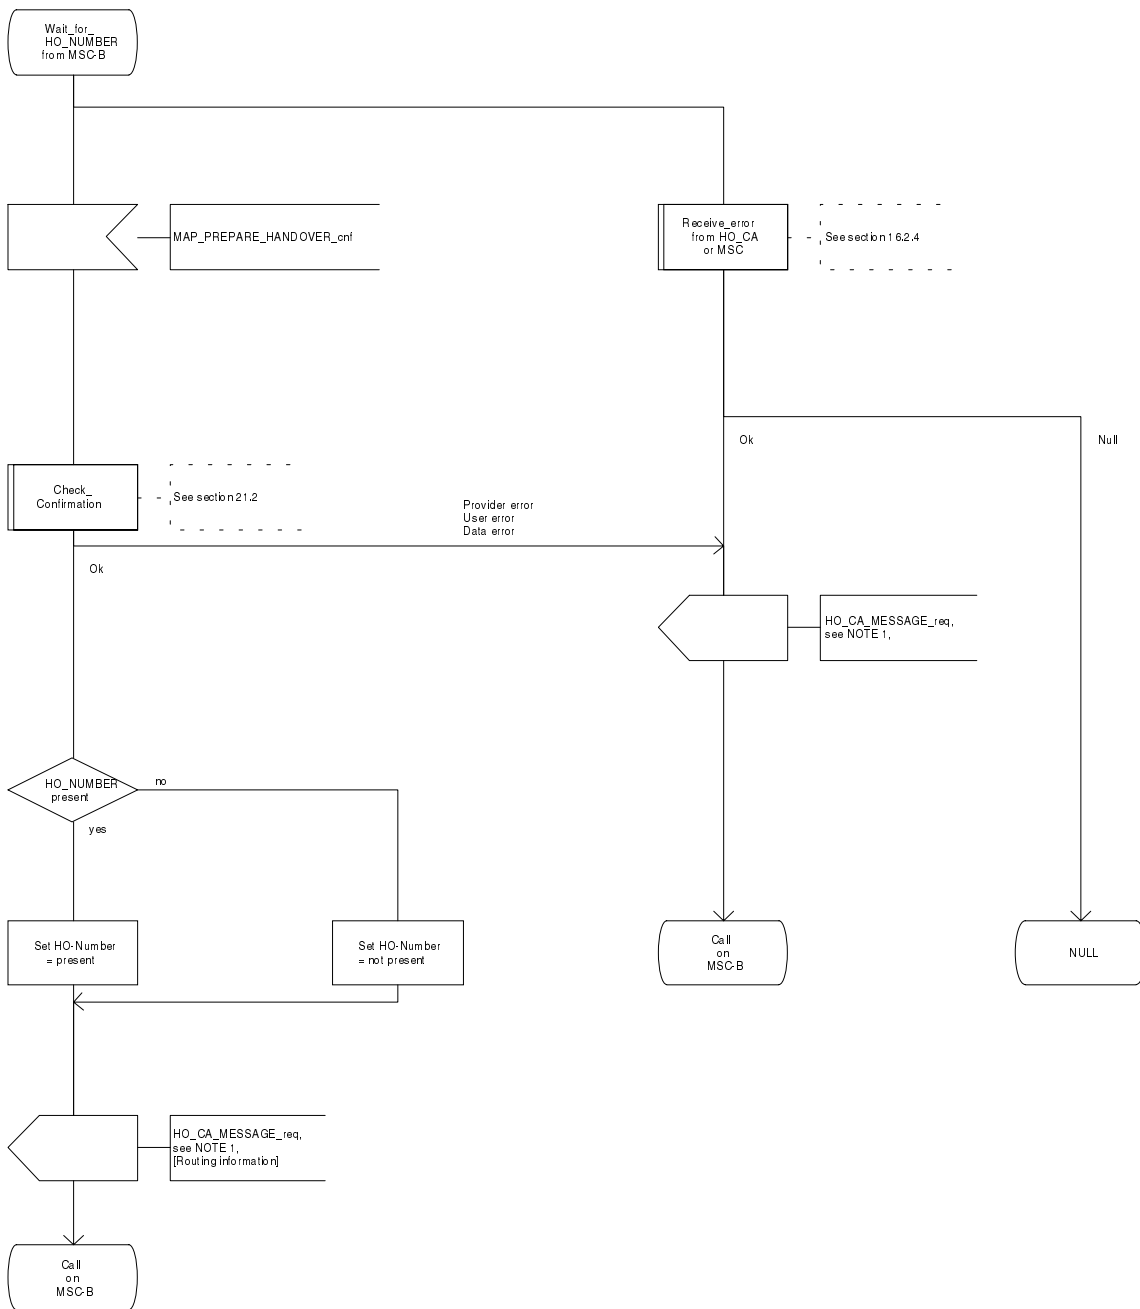 Wait_for_
HO_NUMBER
from MSC-B
MAP_PREPARE_HANDOVER_cnf
Receive_error
from HO_CA
or MSC
See section 16.2.4
Ok
Null
Check_
Confirmation
See section 21.2
Provider error
User error
Data error
Ok
HO_CA_MESSAGE_req,
see NOTE 1,
HO_NUMBER
present
no
yes
Set HO-Number
= present
Set HO-Number
= not present
Call
on
MSC-B
NULL
HO_CA_MESSAGE_req,
see NOTE 1,
[Routing information]
Call
on
MSC-B